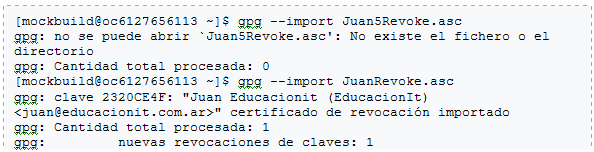 [mockbuild@oc6127656113 ~]$ gpg --import Juan5Revoke.asc
gpg: no se puede abrir `Juan5Revoke.asc': No existe el fichero o el
directorio
gpg: Cantidad total procesada: 0
[mockbuild@oc6127656113 ~]$ gpg --import JuanRevoke.asc
gpg: clave 2320CE4F: "Juan Educacionit (EducacionIt)
<juan@educacionit.com.ar>" certificado de revocación importado
gpg: Cantidad total procesada: 1
gpg:         nuevas revocaciones de claves: 1